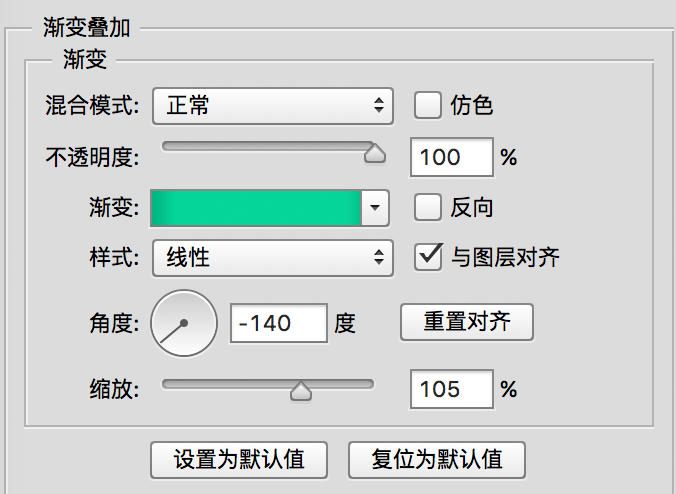 渐变叠加
渐变
混合模式: 正常 仿色
不透明度: 100 %
渐变: 反向
样式: 线性 与图层对齐
角度: -140 度 重置对齐
缩放: 105 %
设置为默认值 复位为默认值